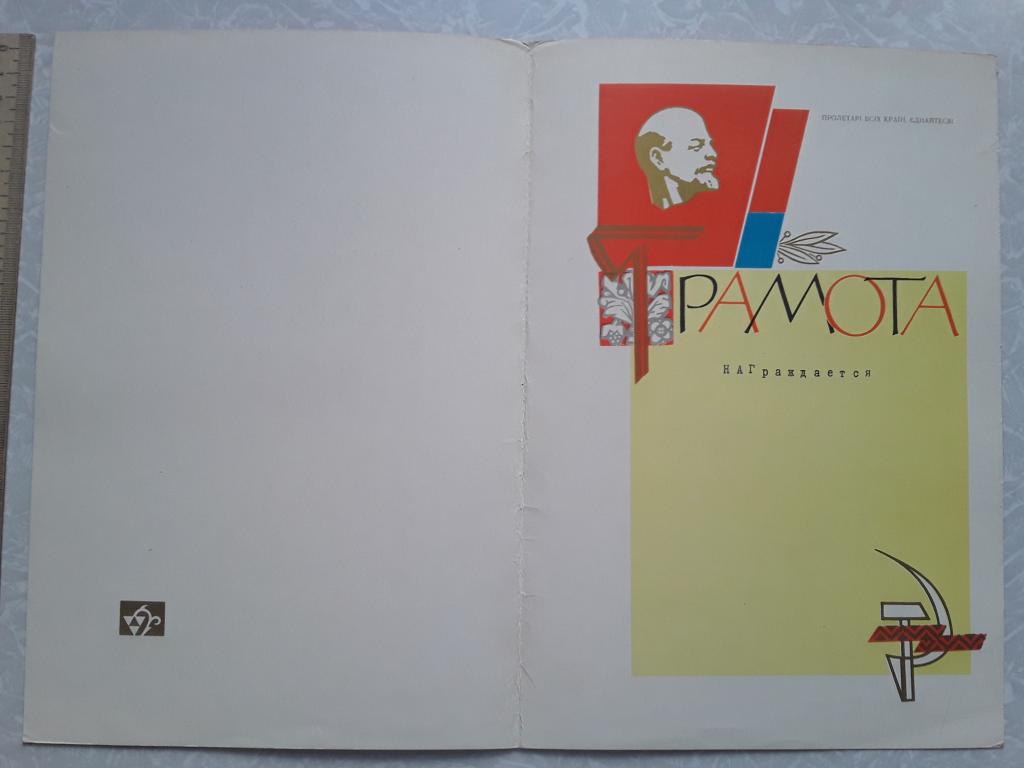 ПРОЛЕТАРІ ВСІХ КРАЇН, ЄДНАЙТЕСЯ!
ГРАМОТА
НАГраждается